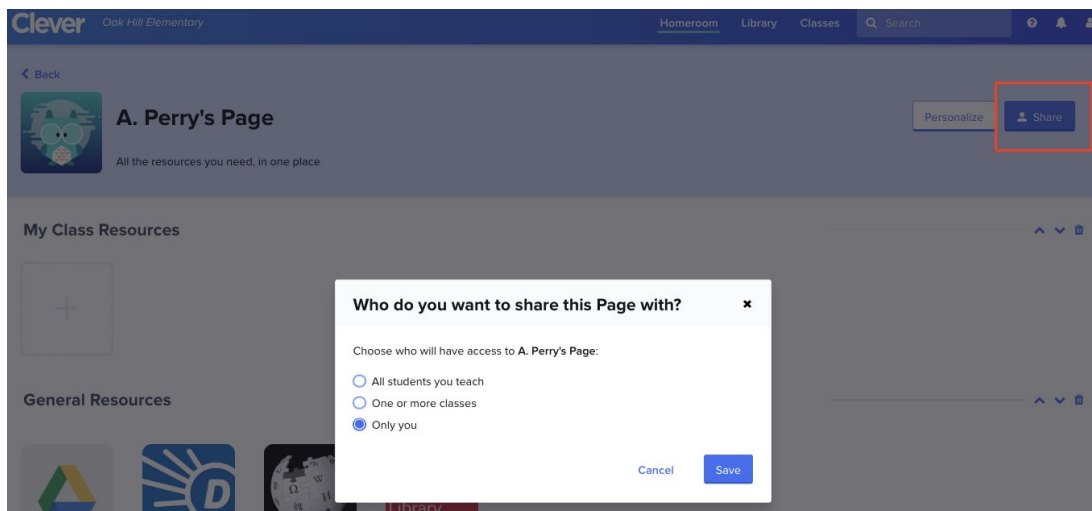 Clever Oak Hill Elementary Homeroom Library Classes Search
Back
A. Perry's Page
Personalize Share
All the resources you need, in one place
My Class Resources
Who do you want to share this Page with?
Choose who will have access to A. Perry's Page:
All students you teach
One or more classes
Only you
General Resources
Cancel Save
D
Ω W И
Library